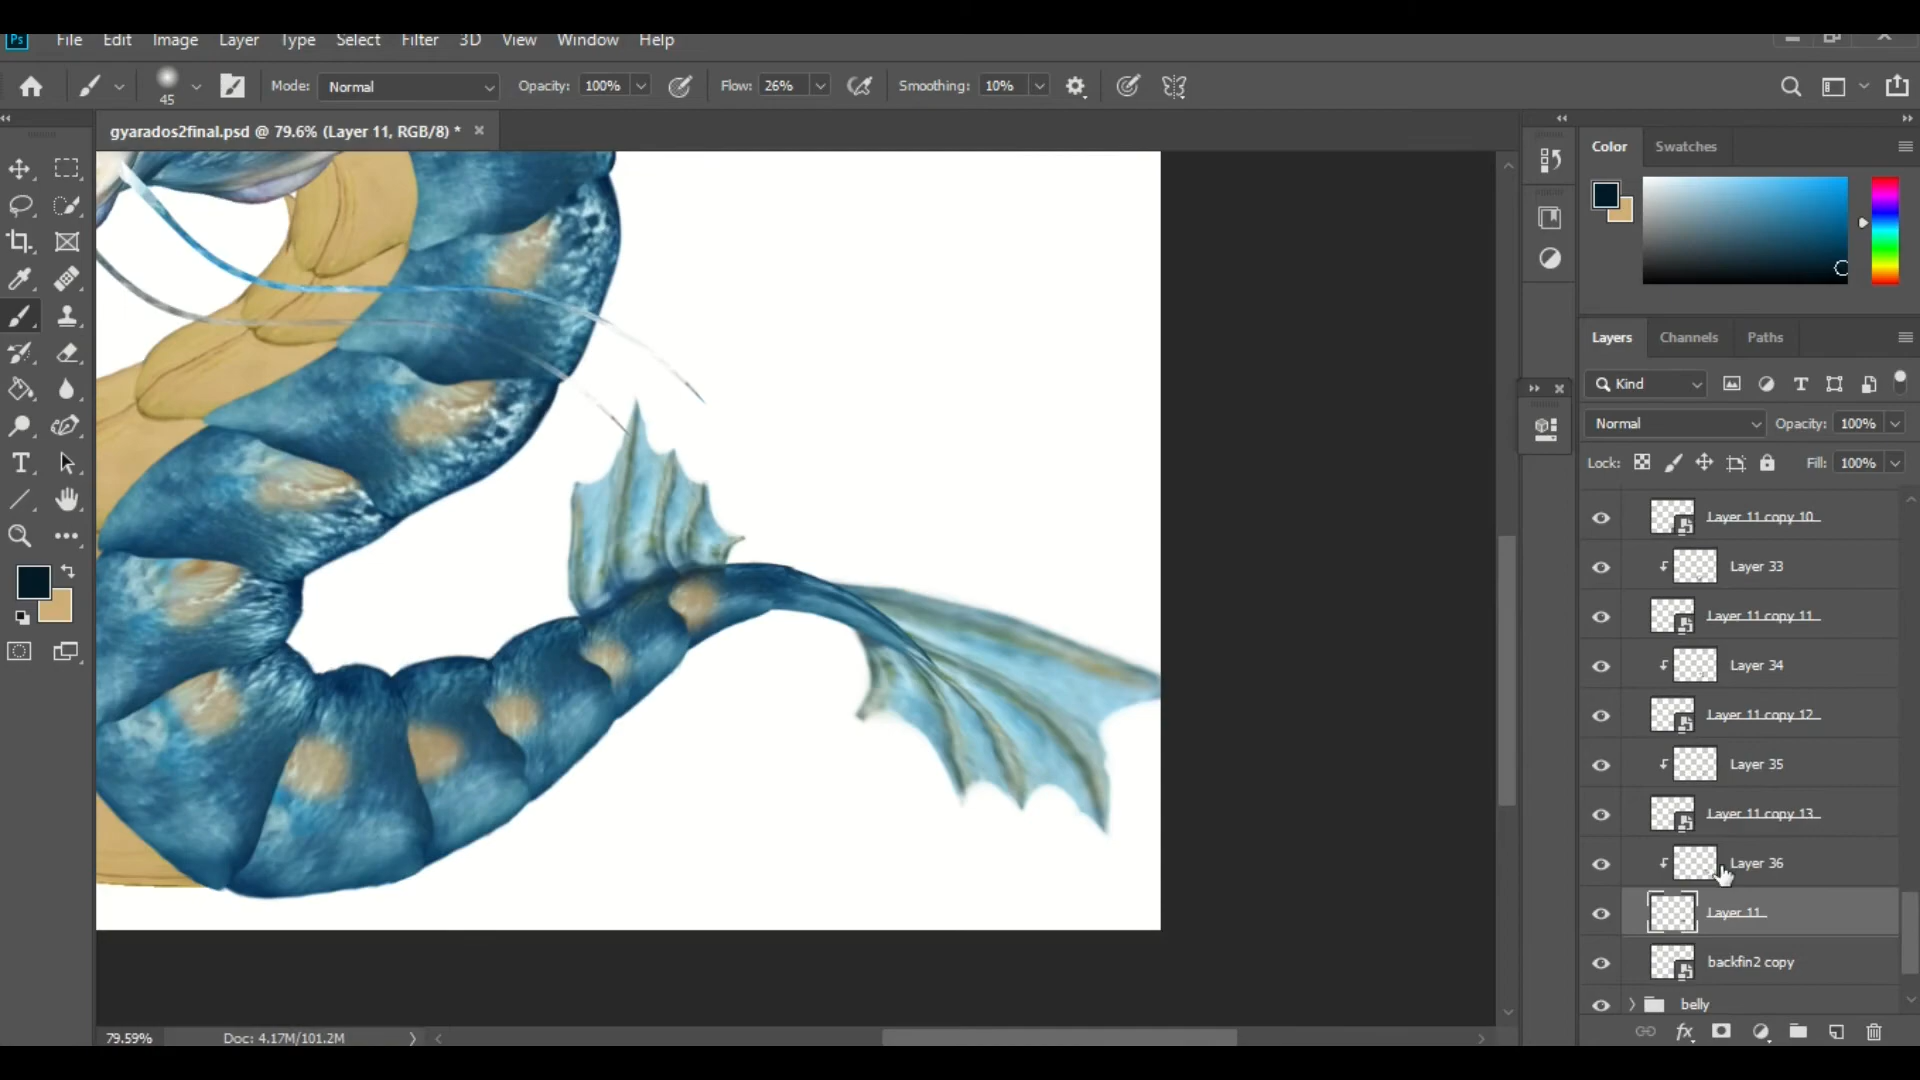 Ps File Edit Image Layer Type Select Filter 3D View Window Help
45 Mode: Normal Opacity: 100% Flow: 26% Smoothing: 10%
gyarados2final.psd @ 79.6% (Layer 11, RGB/8) *
Color Swatches
Layers Channels Paths
Kind
Normal Opacity: 100%
Lock: Fill: 100%
Layer 11 copy 10
Layer 33
Layer 11 copy 11
Layer 34
Layer 11 copy 12
Layer 35
Layer 11 copy 13
Layer 36
Layer 11
backfin2 copy
belly
79.59% Doc: 4.17M/101.2M